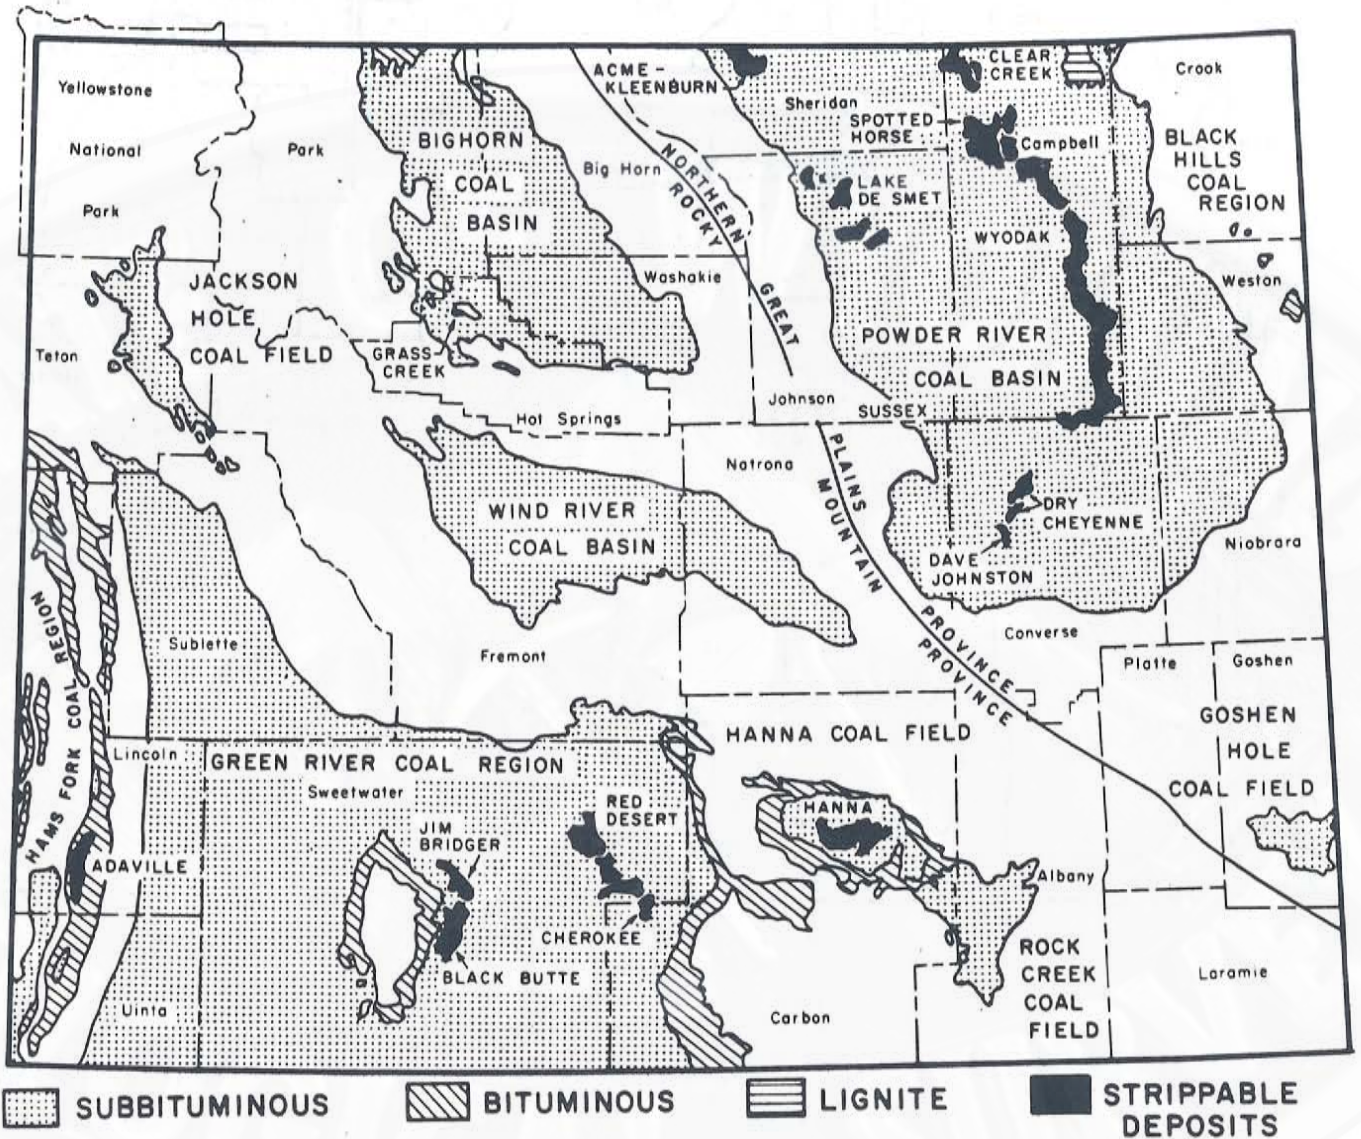 Yellowstone
National
Park
Park
BIGHORN
COAL
BASIN
Big Horn
ACME -
KLEENBURN
NORTHERN
ROCKY
GREAT
Sheridan
SPOTTED
HORSE
CLEAR
CREEK
Campbell
Crook
BLACK
HILLS
COAL
REGION
LAKE
DE SMET
WYODAK
Weston
Washakie
JACKSON
HOLE
COAL FIELD
Teton
GRASS
CREEK
Hot Springs
POWDER RIVER
COAL BASIN
Johnson
SUSSEX
Natrona
PLAINS
MOUNTAIN
WIND RIVER
COAL BASIN
DRY
CHEYENNE
DAVE
JOHNSTON
Niobrara
PROVINCE
PROVINCE
Converse
Platte
Goshen
GOSHEN
HOLE
COAL FIELD
Sublette
Fremont
HAMS FORK COAL REGION
Lincoln
GREEN RIVER COAL REGION
Sweetwater
HANNA COAL FIELD
HANNA
RED
DESERT
JIM
BRIDGER
ADAVILLE
CHEROKEE
BLACK BUTTE
Albany
ROCK
CREEK
COAL
FIELD
Laramie
Uinta
Carbon
SUBBITUMINOUS
BITUMINOUS
LIGNITE
STRIPPABLE
DEPOSITS